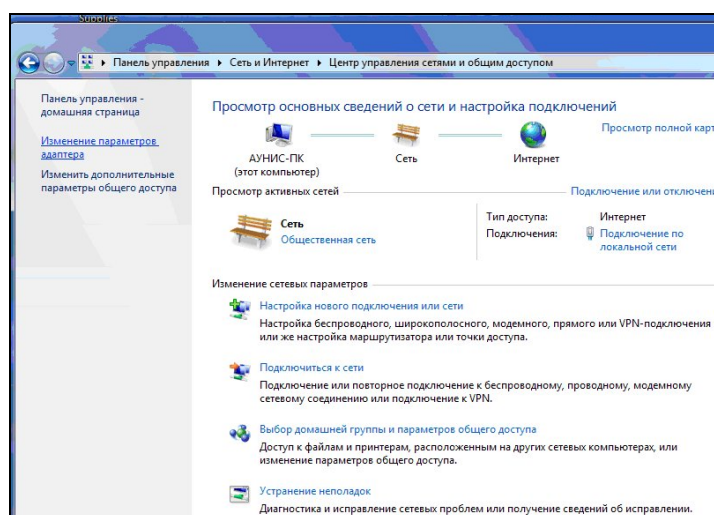 Supplies
Панель управления ▸ Сеть и Интернет ▸ Центр управления сетями и общим доступом
Панель управления -
домашняя страница
Изменение параметров
адаптера
Изменить дополнительные
параметры общего доступа
Просмотр основных сведений о сети и настройка подключений
Просмотр полной карт
АУНИС-ПК
(этот компьютер)
Сеть
Интернет
Просмотр активных сетей
Подключение или отключени
Сеть
Общественная сеть
Тип доступа: Интернет
Подключения: Подключение по
локальной сети
Изменение сетевых параметров
Настройка нового подключения или сети
Настройка беспроводного, широкополосного, модемного, прямого или VPN-подключения
или же настройка маршрутизатора или точки доступа.
Подключиться к сети
Подключение или повторное подключение к беспроводному, проводному, модемному
сетевому соединению или подключение к VPN.
Выбор домашней группы и параметров общего доступа
Доступ к файлам и принтерам, расположенным на других сетевых компьютерах, или
изменение параметров общего доступа.
Устранение неполадок
Диагностика и исправление сетевых проблем или получение сведений об исправлении.